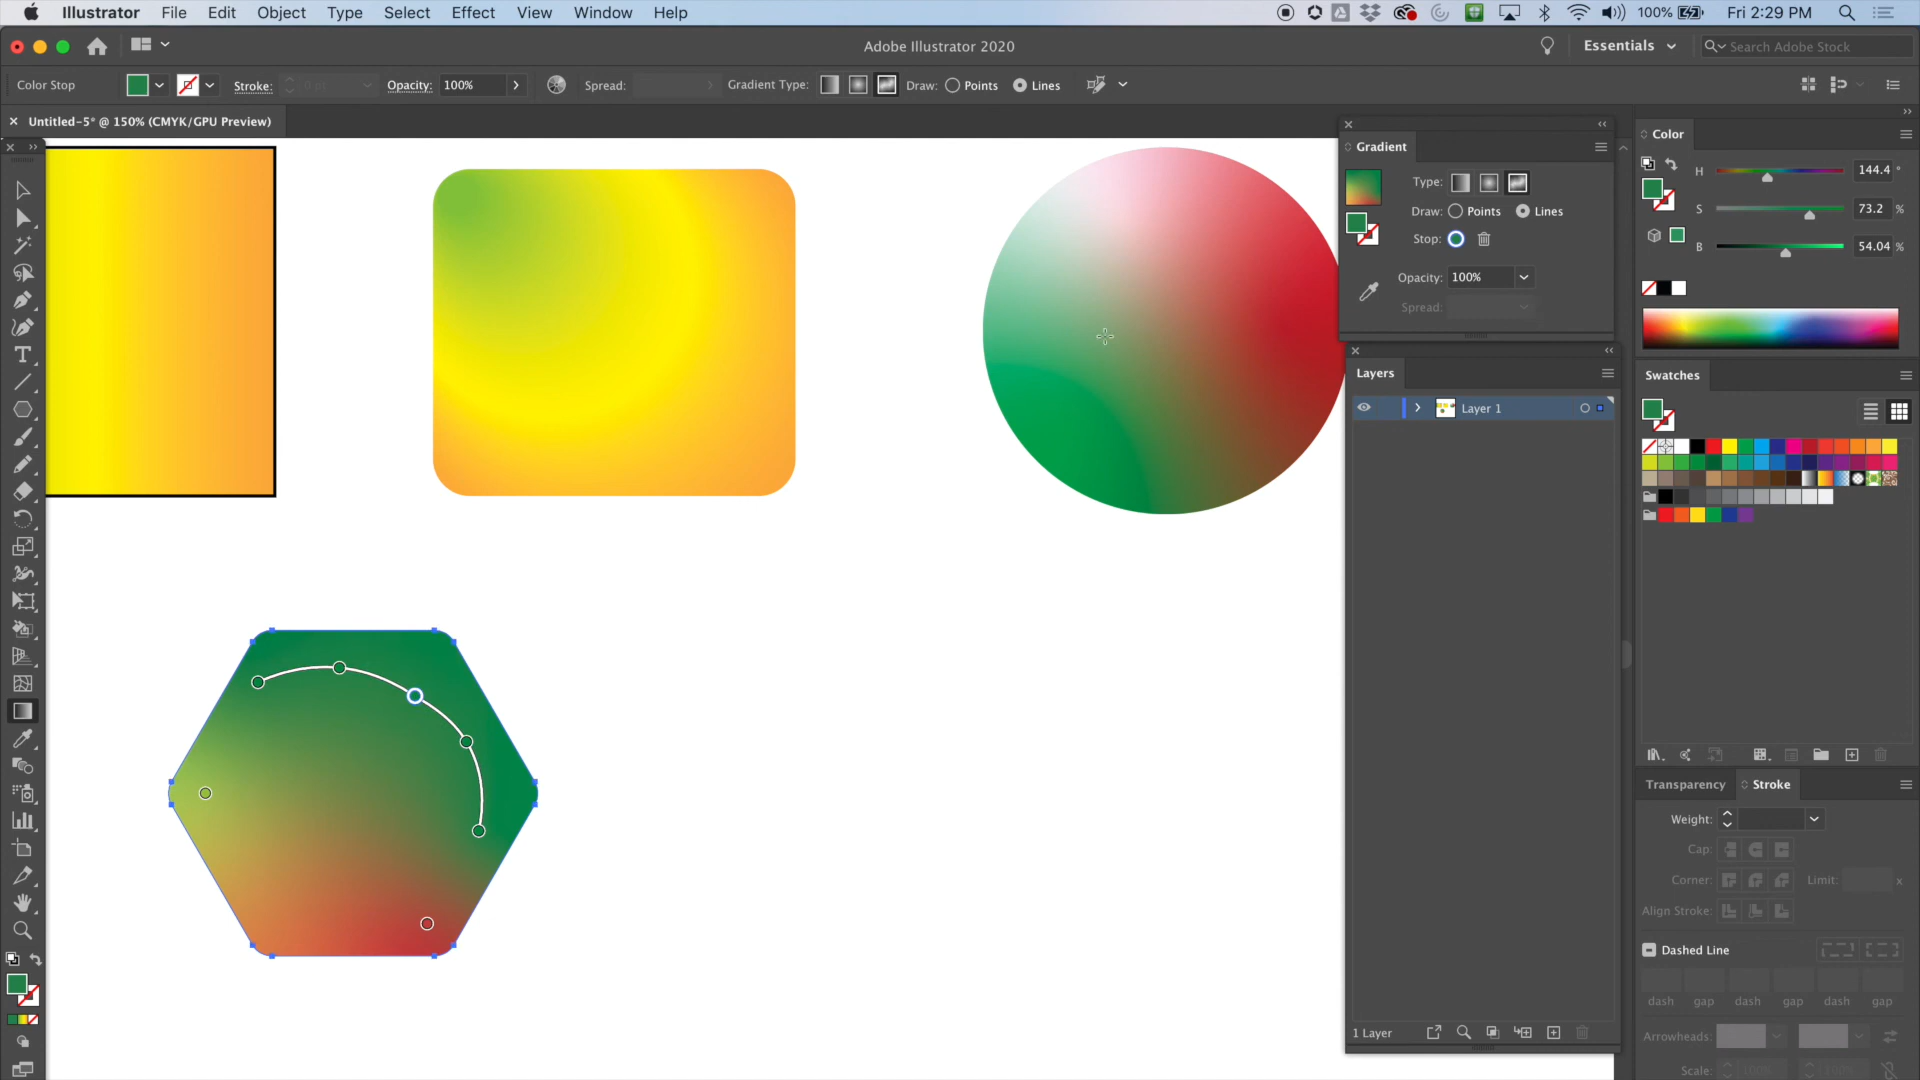 Illustrator File Edit Object Type Select Effect View Window Help 100% Fri 2:29 PM
Adobe Illustrator 2020 Essentials Search Adobe Stock
Color Stop Stroke: 0 pt Opacity: 100% Spread: Gradient Type: Draw: Points Lines
Untitled-5* @ 150% (CMYK/GPU Preview)
Gradient
Type:
Draw: Points Lines
Stop:
Opacity: 100%
Spread:
Layers
Layer 1
1 Layer
Color
H 144.4 °
S 73.2 %
B 54.04 %
Swatches
Transparency Stroke
Weight:
Cap:
Corner: Limit: x
Align Stroke:
Dashed Line
dash gap dash gap dash gap
Arrowheads:
Scale: 100% 100%